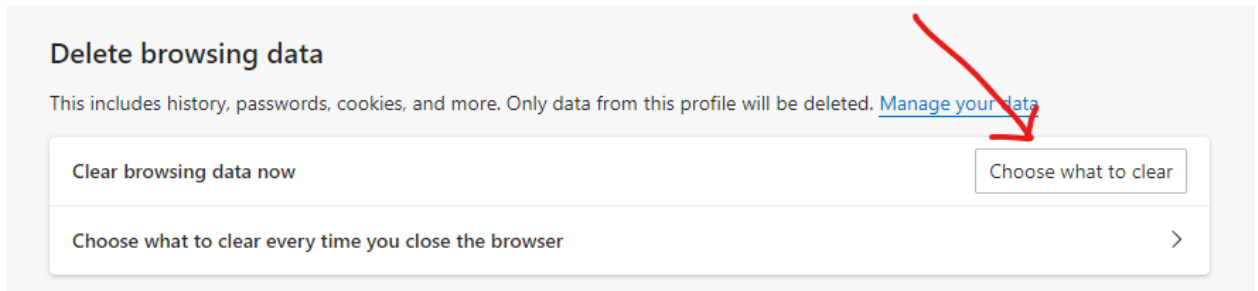 Delete browsing data
This includes history, passwords, cookies, and more. Only data from this profile will be deleted. Manage your data
Clear browsing data now
Choose what to clear
Choose what to clear every time you close the browser